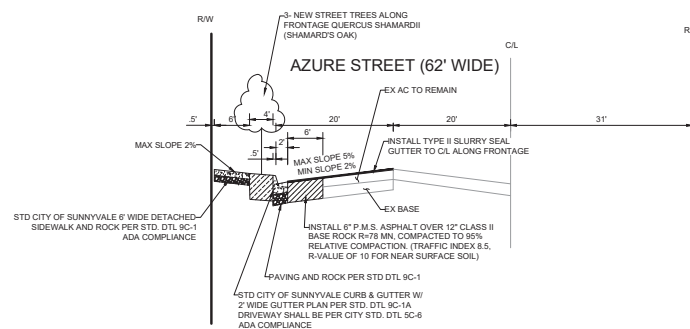 R/W
3- NEW STREET TREES ALONG
FRONTAGE QUERCUS SHAMARDII
(SHAMARD'S OAK)
C/L
R
AZURE STREET (62' WIDE)
EX AC TO REMAIN
.5'
6'
4'
20'
20'
31'
2'
6'
.5'
MAX SLOPE 2%
MAX SLOPE 5%
MIN SLOPE 2%
INSTALL TYPE II SLURRY SEAL
GUTTER TO C/L ALONG FRONTAGE
EX BASE
STD CITY OF SUNNYVALE 6' WIDE DETACHED
SIDEWALK AND ROCK PER STD. DTL 9C-1
ADA COMPLIANCE
INSTALL 6" P.M.S. ASPHALT OVER 12" CLASS II
BASE ROCK R=78 MN, COMPACTED TO 95%
RELATIVE COMPACTION. (TRAFFIC INDEX 8.5,
R-VALUE OF 10 FOR NEAR SURFACE SOIL)
PAVING AND ROCK PER STD DTL 9C-1
STD CITY OF SUNNYVALE CURB & GUTTER W/
2' WIDE GUTTER PLAN PER STD. DTL 9C-1A
DRIVEWAY SHALL BE PER CITY STD. DTL 5C-6
ADA COMPLIANCE